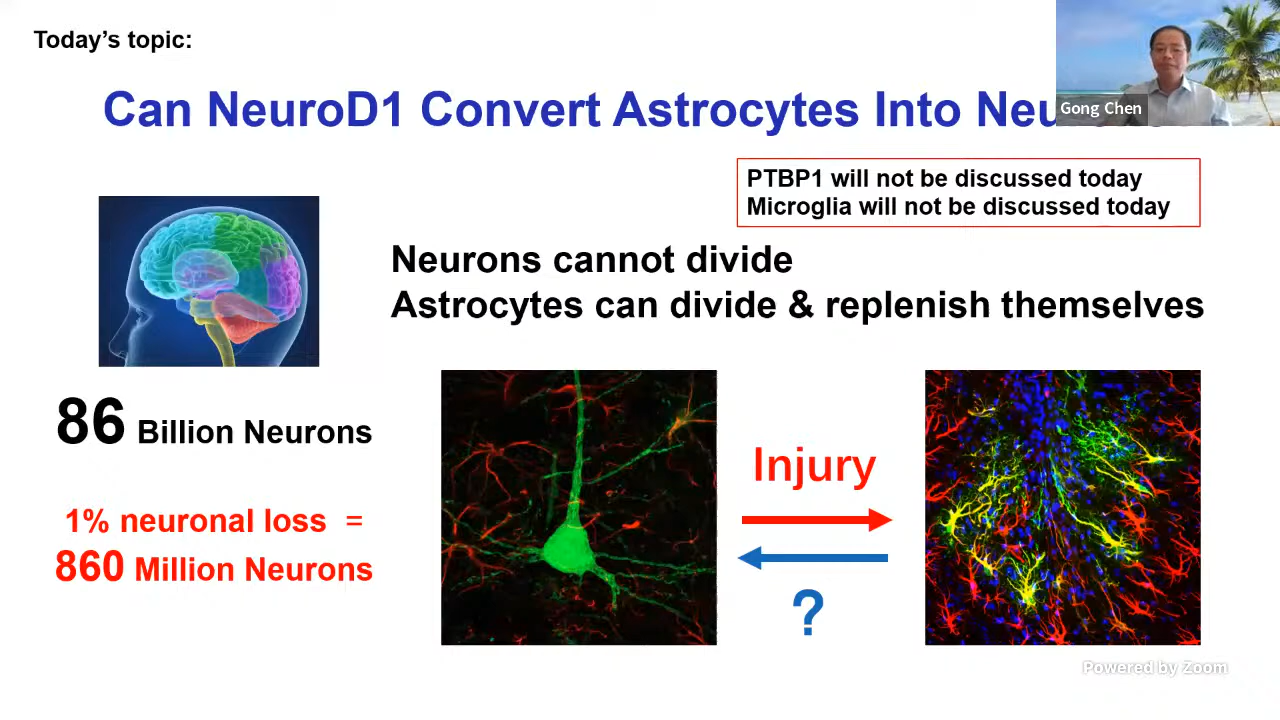 Today's topic:
Can NeuroD1 Convert Astrocytes Into
Gong Chen
PTBP1 will not be discussed today
Microglia will not be discussed today
Neurons cannot divide
Astrocytes can divide & replenish themselves
86 Billion Neurons
1% neuronal loss =
860 Million Neurons
Injury
?
Powered by Zoom